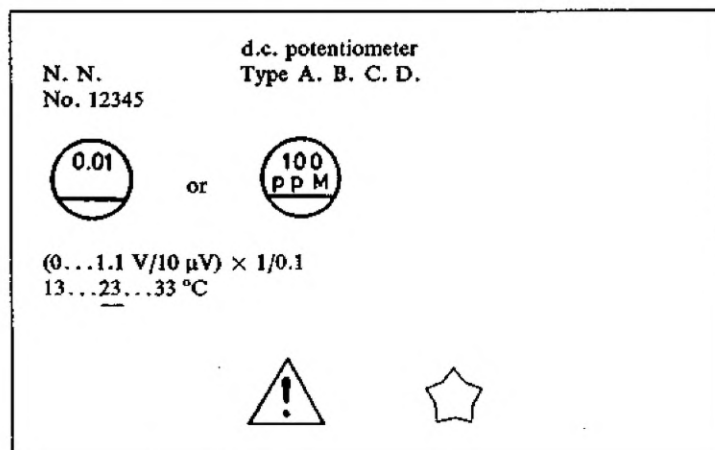 d.c. potentiometer
N. N. Type A. B. C. D.
No. 12345
0.01 or 100
ppM
(0...1.1 V/10 μV) × 1/0.1
13...23...33 °C
!